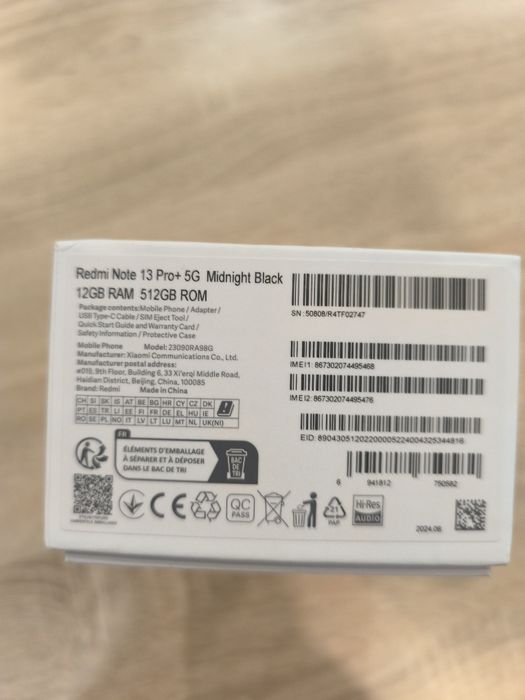 Redmi Note 13 Pro+ 5G Midnight Black
12GB RAM 512GB ROM
Package contents:Mobile Phone / Adapter /
USB Type-C Cable / SIM Eject Tool /
Quick Start Guide and Warranty Card /
Safety Information / Protective Case
Mobile Phone Model: 23090RA98G
Manufacturer: Xiaomi Communications Co., Ltd.
Manufacturer's postal address:
#019, 9th Floor, Building 6, 33 Xi'erqi Middle Road,
Haidian District, Beijing, China, 100085
Brand: Redmi Made in China
CH SI SK IS AT BE BG HR CY CZ DK
PT ES TR LI EE FI FR DE EL HU IE
RO SE PL NO IT LV LT LU MT NL UK(NI)
SN: 50808/R4TF02747
IMEI1: 867302074495468
IMEI2: 867302074495476
EID: 89043051202200005224004325344816
6 941812 760582
FR
ÉLÉMENTS D'EMBALLAGE
À SÉPARER ET À DÉPOSER
DANS LE BAC DE TRI
BAC
DE
TRI
CE
QC
PASS
21
PAP
Hi-Res
AUDIO
2024.06